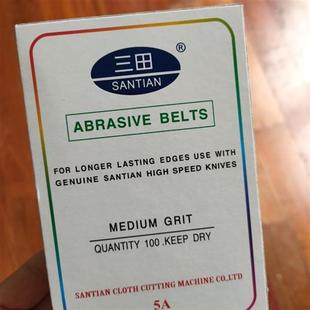 三田®
SANTIAN
ABRASIVE BELTS
FOR LONGER LASTING EDGES USE WITH
GENUINE SANTIAN HIGH SPEED KNIVES
MEDIUM GRIT
QUANTITY 100 .KEEP DRY
SANTIAN CLOTH CUTTING MACHINE CO.,LTD
5A